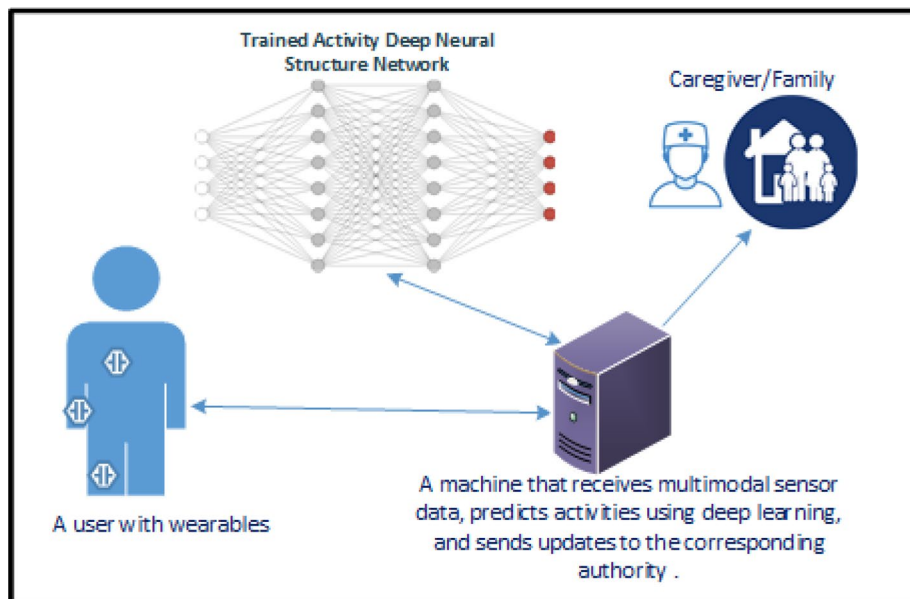 Trained Activity Deep Neural
Structure Network
Caregiver/Family
A user with wearables
A machine that receives multimodal sensor
data, predicts activities using deep learning,
and sends updates to the corresponding
authority .